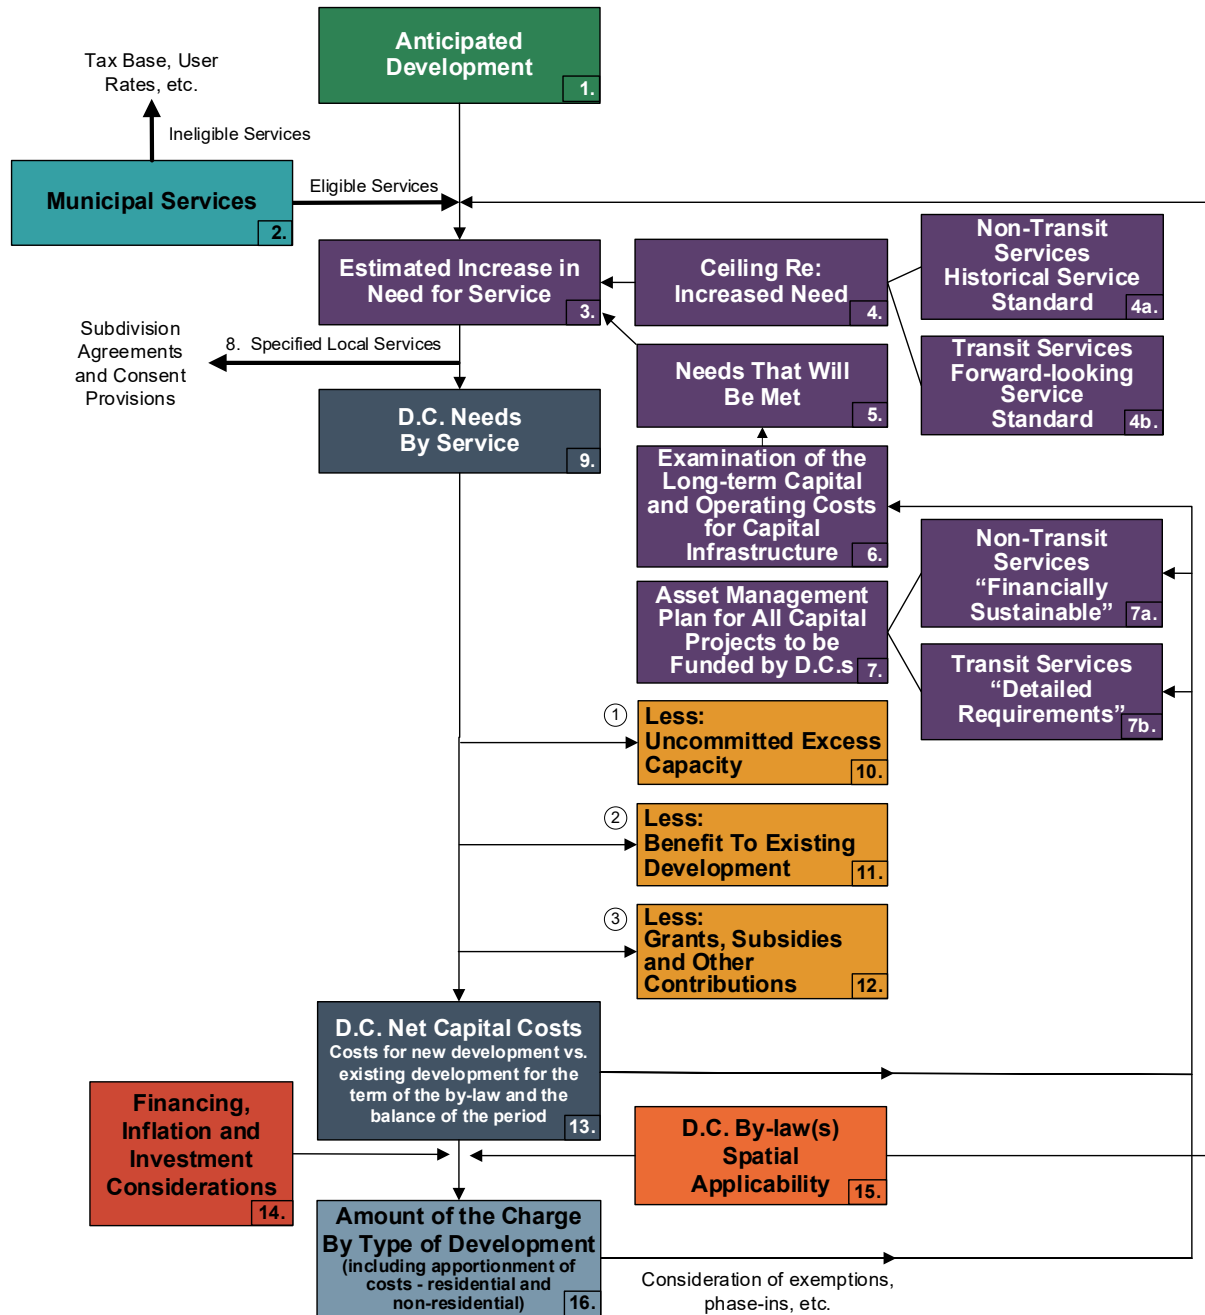 Anticipated
Development
1.
Tax Base, User
Rates, etc.
Ineligible Services
Municipal Services
2.
Eligible Services
Estimated Increase in
Need for Service
3.
Ceiling Re:
Increased Need
4.
Non-Transit
Services
Historical Service
Standard
4a.
Transit Services
Forward-looking
Service
Standard
4b.
Subdivision
Agreements
and Consent
Provisions
8. Specified Local Services
Needs That Will
Be Met
5.
D.C. Needs
By Service
9.
Examination of the
Long-term Capital
and Operating Costs
for Capital
Infrastructure
6.
Non-Transit
Services
“Financially
Sustainable”
7a.
Asset Management
Plan for All Capital
Projects to be
Funded by D.C.s
7.
Transit Services
“Detailed
Requirements”
7b.
1
Less:
Uncommitted Excess
Capacity
10.
2
Less:
Benefit To Existing
Development
11.
3
Less:
Grants, Subsidies
and Other
Contributions
12.
D.C. Net Capital Costs
Costs for new development vs.
existing development for the
term of the by-law and the
balance of the period
13.
Financing,
Inflation and
Investment
Considerations
14.
D.C. By-law(s)
Spatial
Applicability
15.
Amount of the Charge
By Type of Development
(including apportionment of
costs - residential and
non-residential)
16.
Consideration of exemptions,
phase-ins, etc.